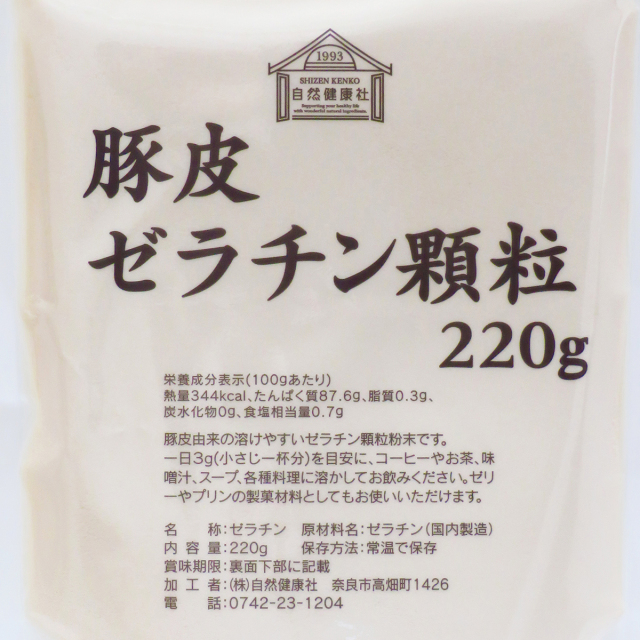 1993
SHIZEN KENKO
自然健康社
Supporting your healthy life
with wonderful natural ingredients.
豚皮
ゼラチン顆粒
220g
栄養成分表示(100gあたり)
熱量344kcal、たんぱく質87.6g、脂質0.3g、
炭水化物0g、食塩相当量0.7g
豚皮由来の溶けやすいゼラチン顆粒粉末です。
一日3g(小さじ一杯分)を目安に、コーヒーやお茶、味
噌汁、スープ、各種料理に溶かしてお飲みください。ゼリ
ーやプリンの製菓材料としてもお使いいただけます。
名 称:ゼラチン 原材料名:ゼラチン(国内製造)
内 容 量:220g 保存方法:常温で保存
賞味期限:裏面下部に記載
加 工 者:(株)自然健康社 奈良市高畑町1426
電 話:0742-23-1204